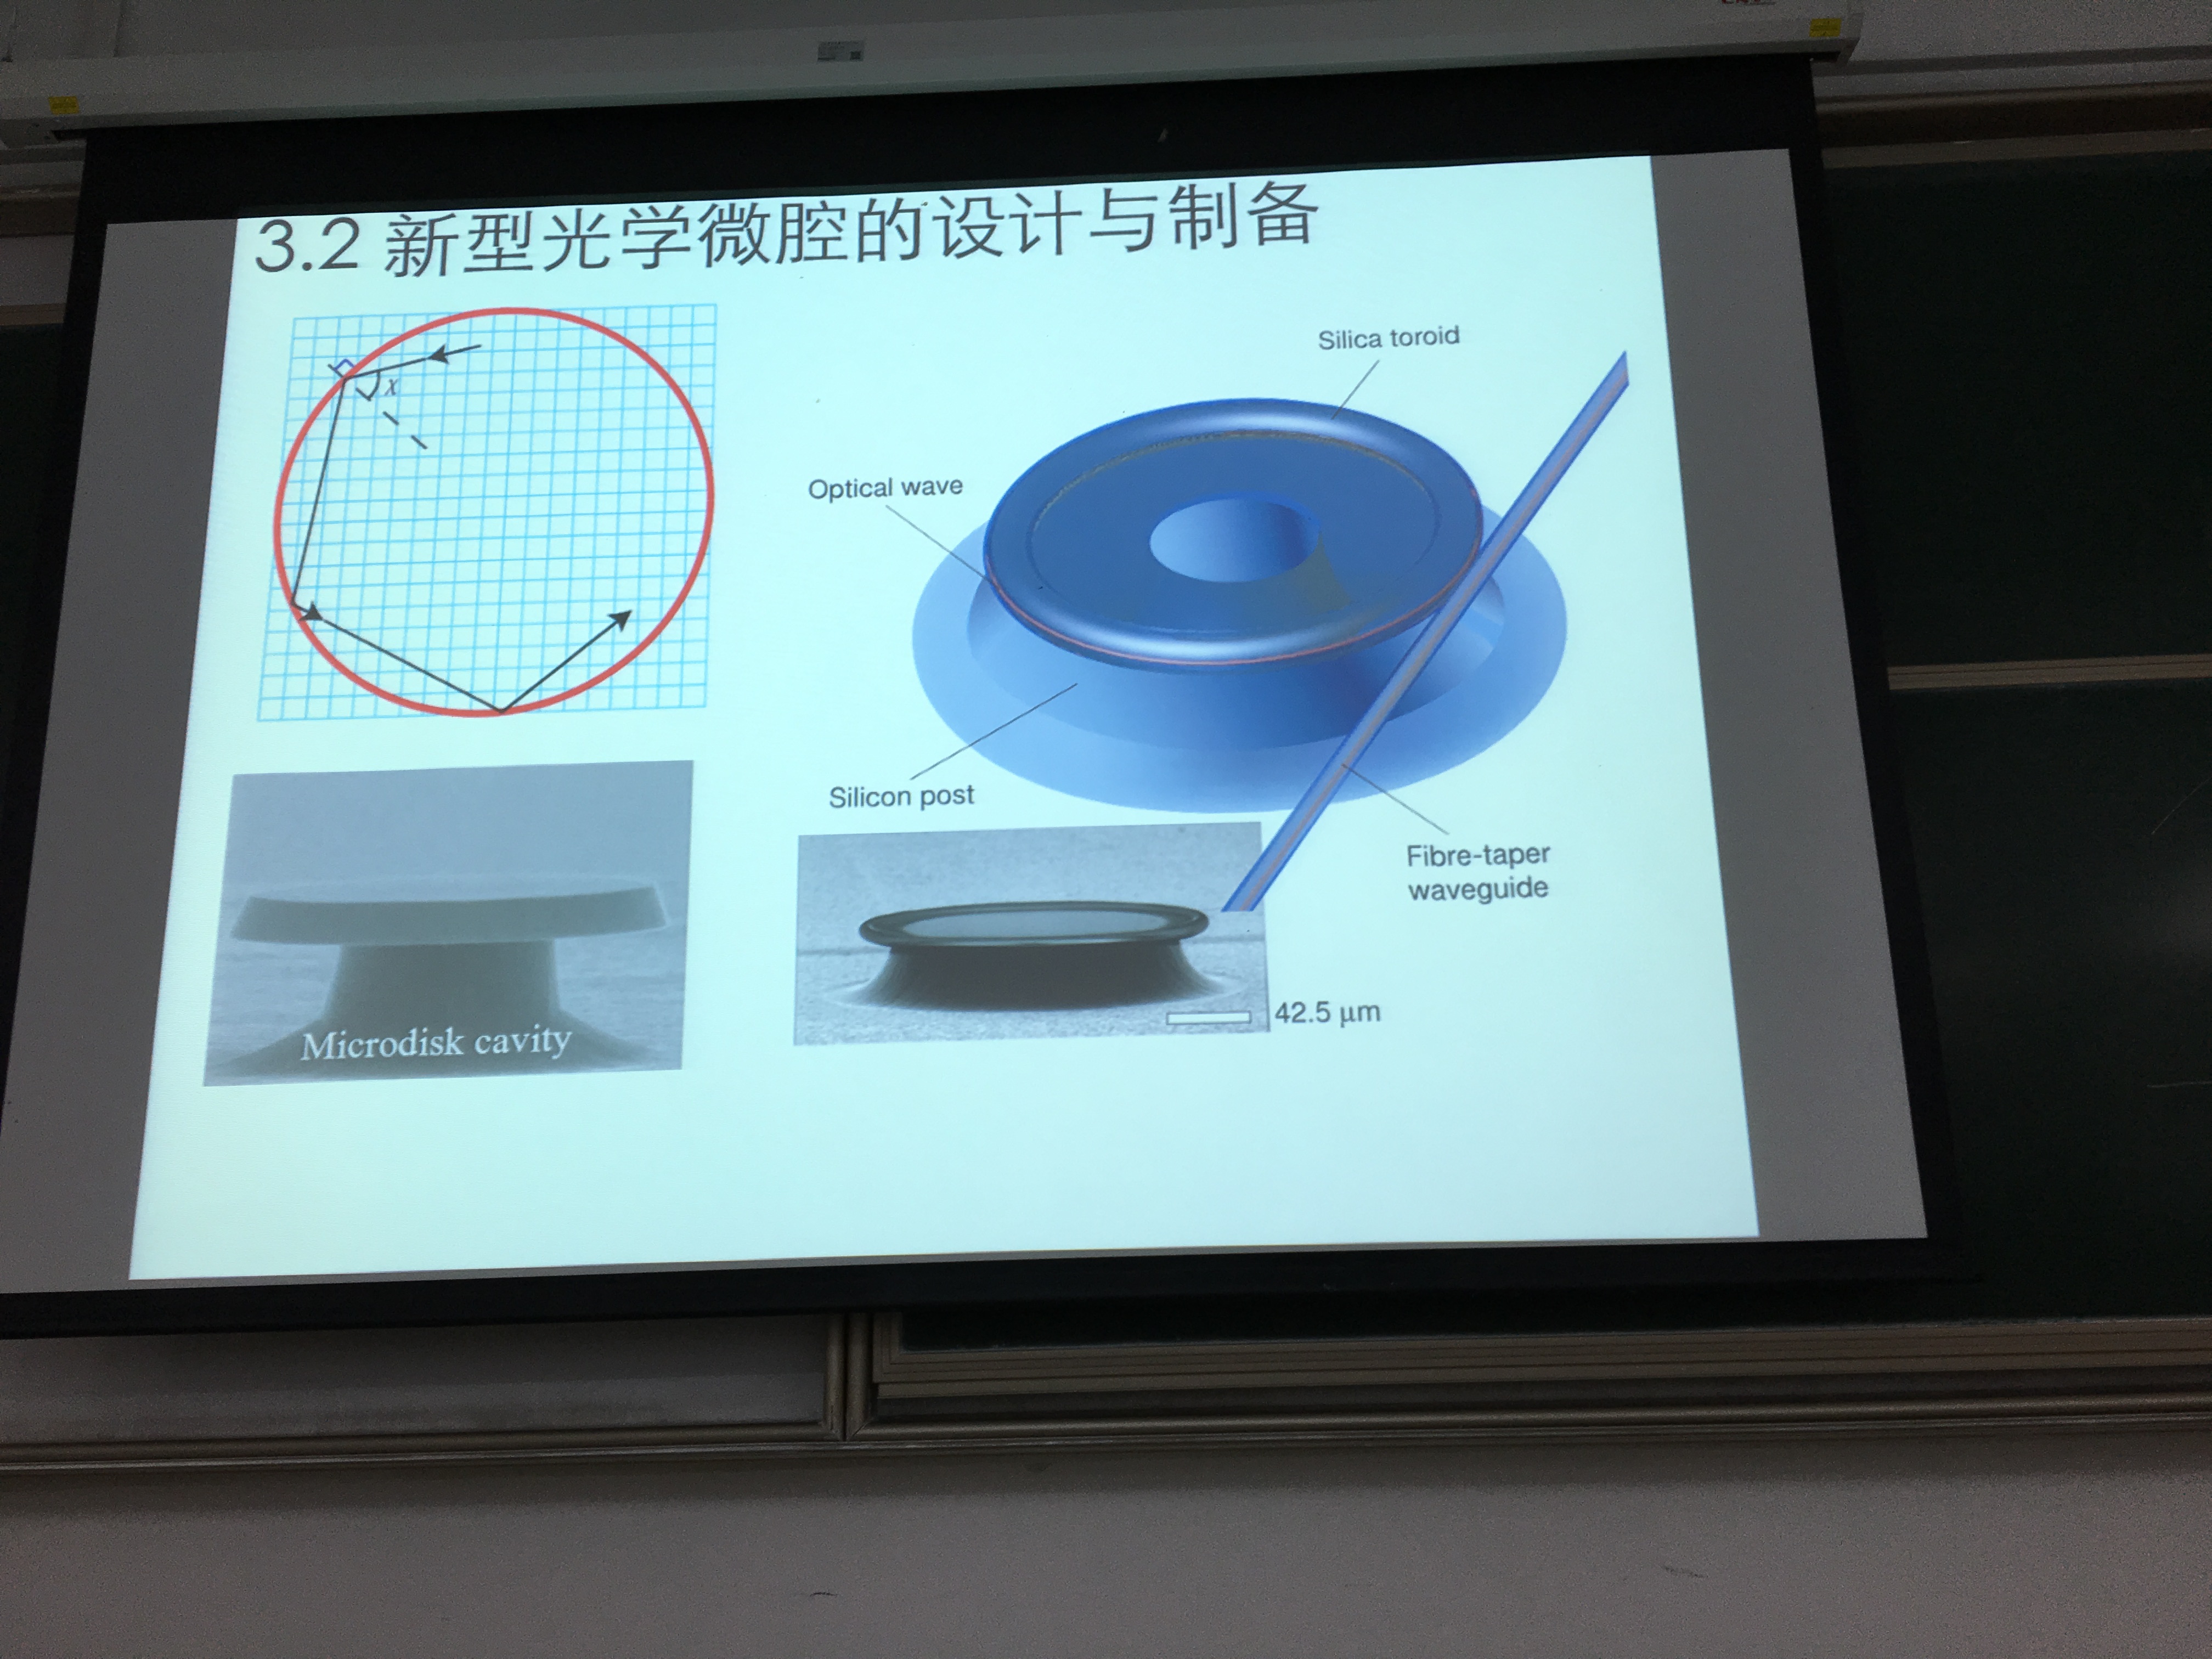 3.2 新型光学微腔的设计与制备
χ
Silica toroid
Optical wave
Silicon post
Fibre-taper
waveguide
Microdisk cavity
42.5 μm